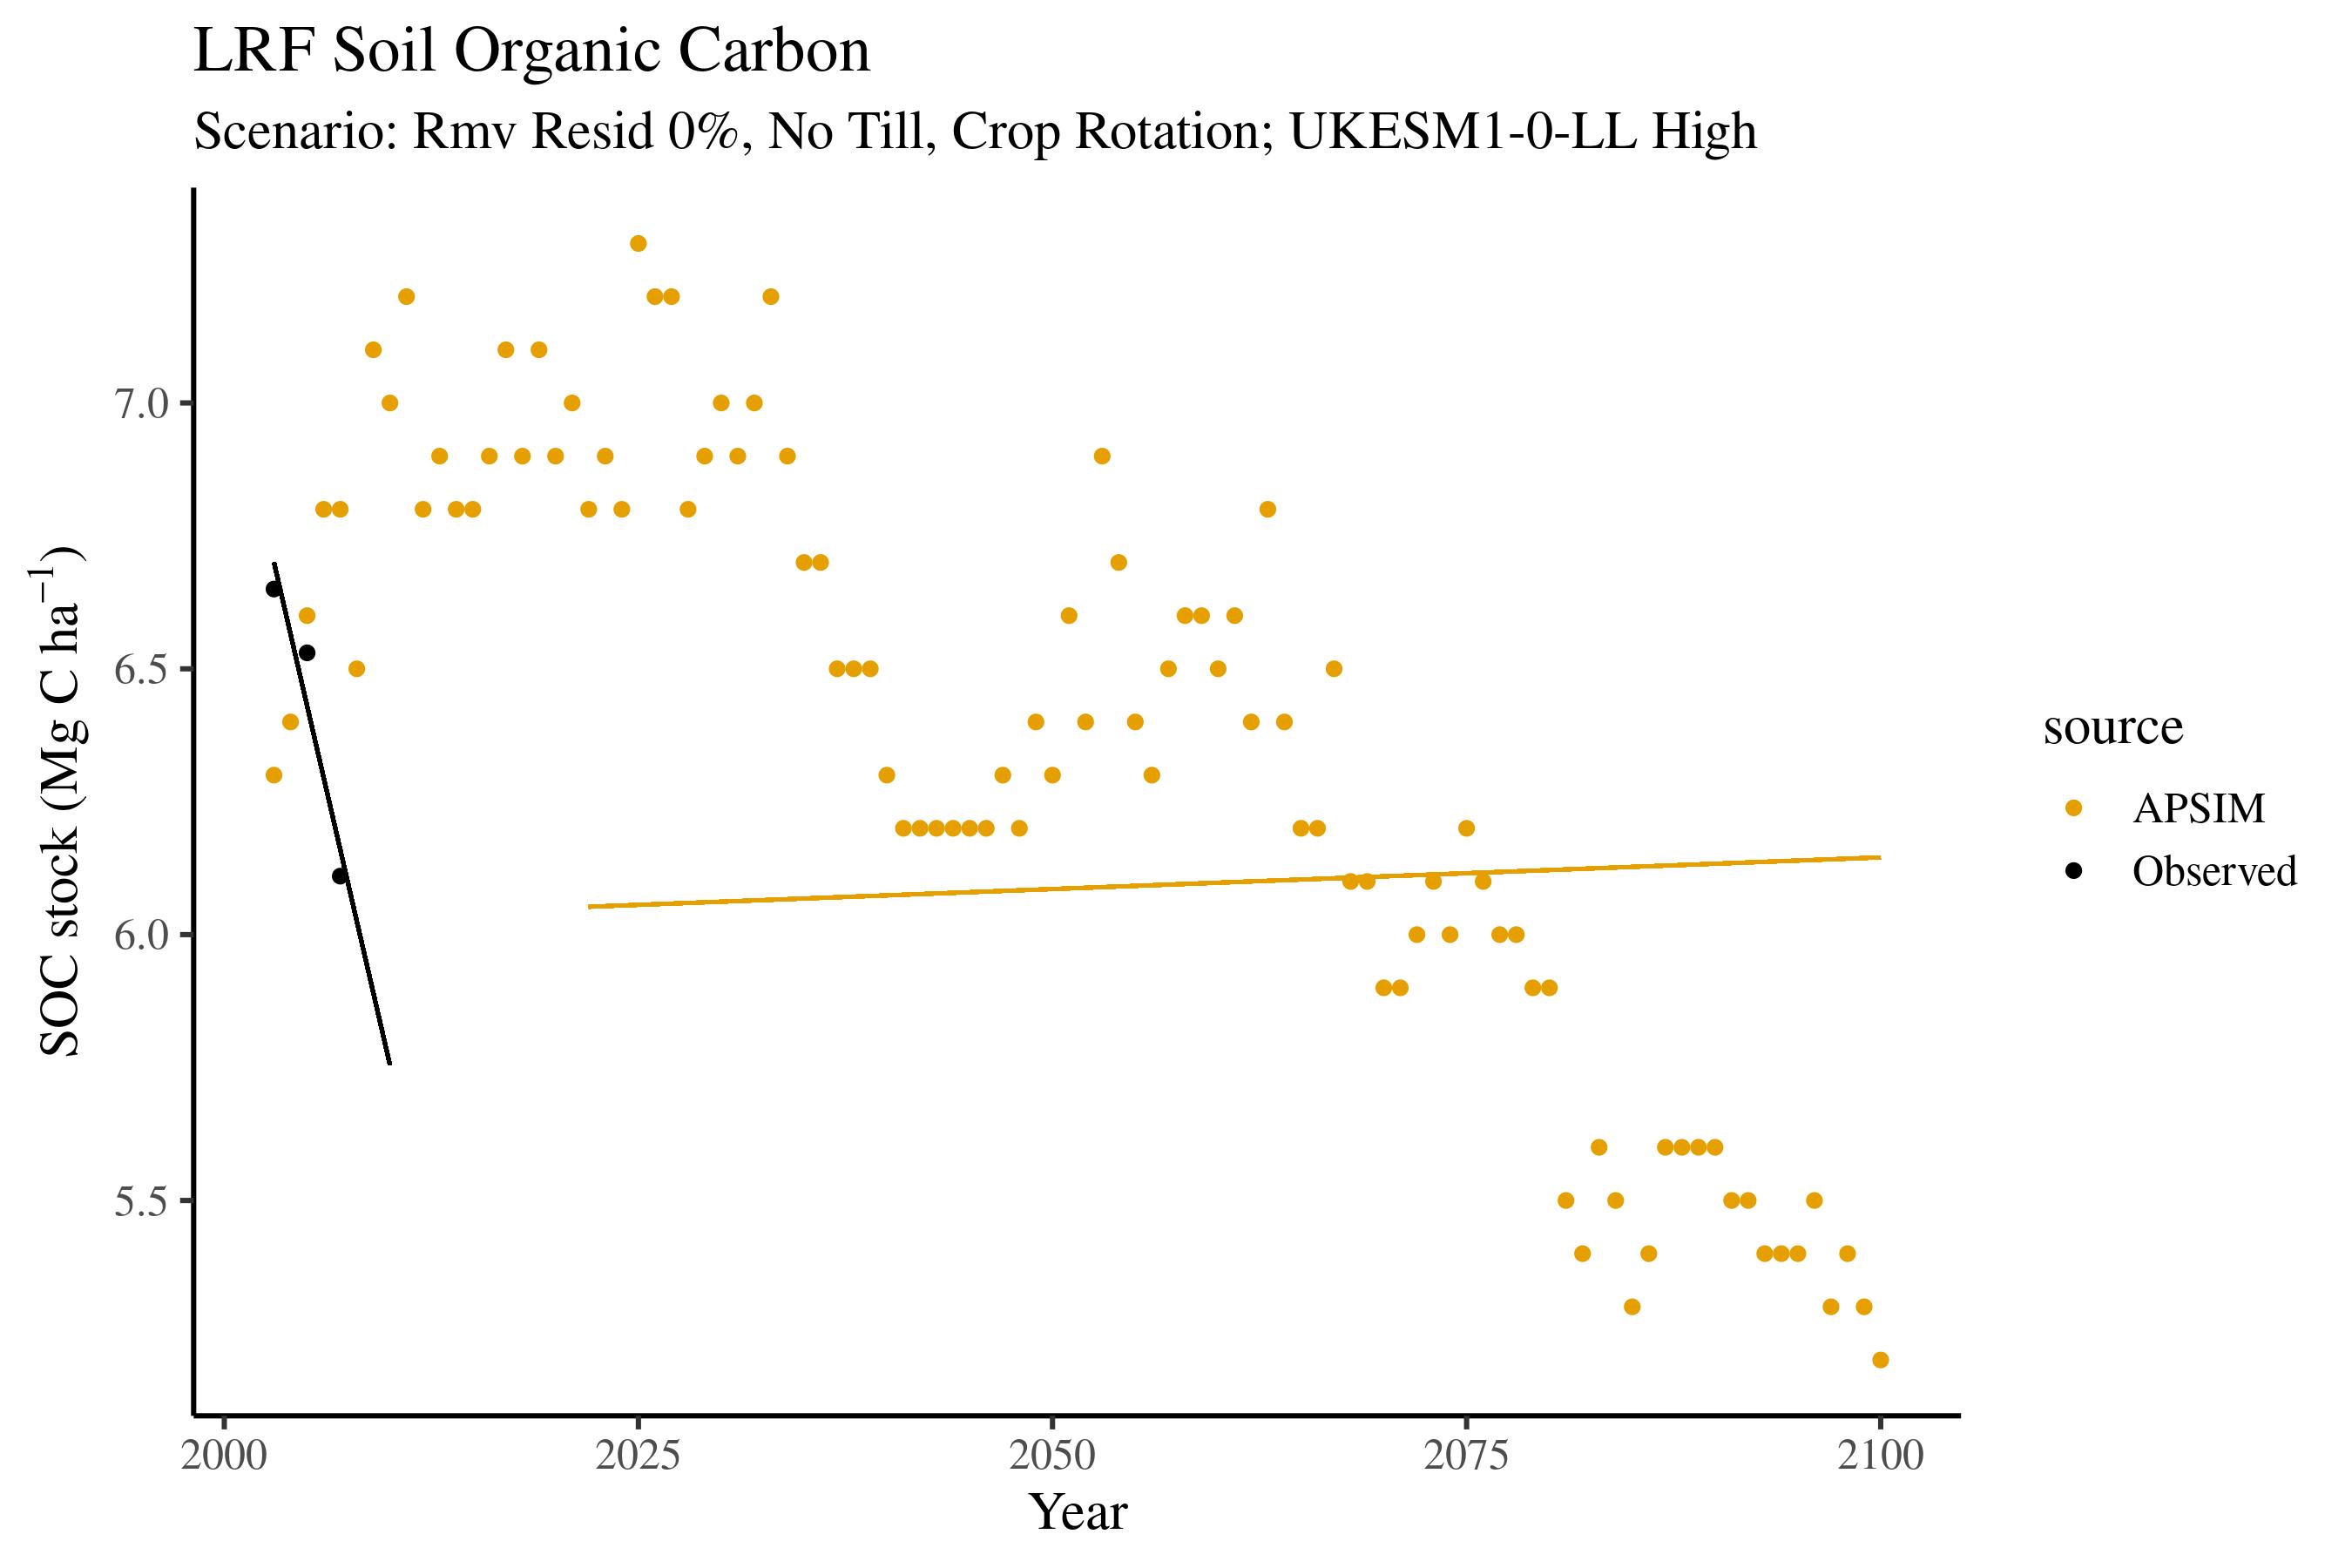 LRF Soil Organic Carbon
Scenario: Rmv Resid 0%, No Till, Crop Rotation; UKESM1-0-LL High
SOC stock (Mg C ha⁻¹)
7.0
6.5
6.0
5.5
2000 2025 2050 2075 2100
Year
source
APSIM
Observed